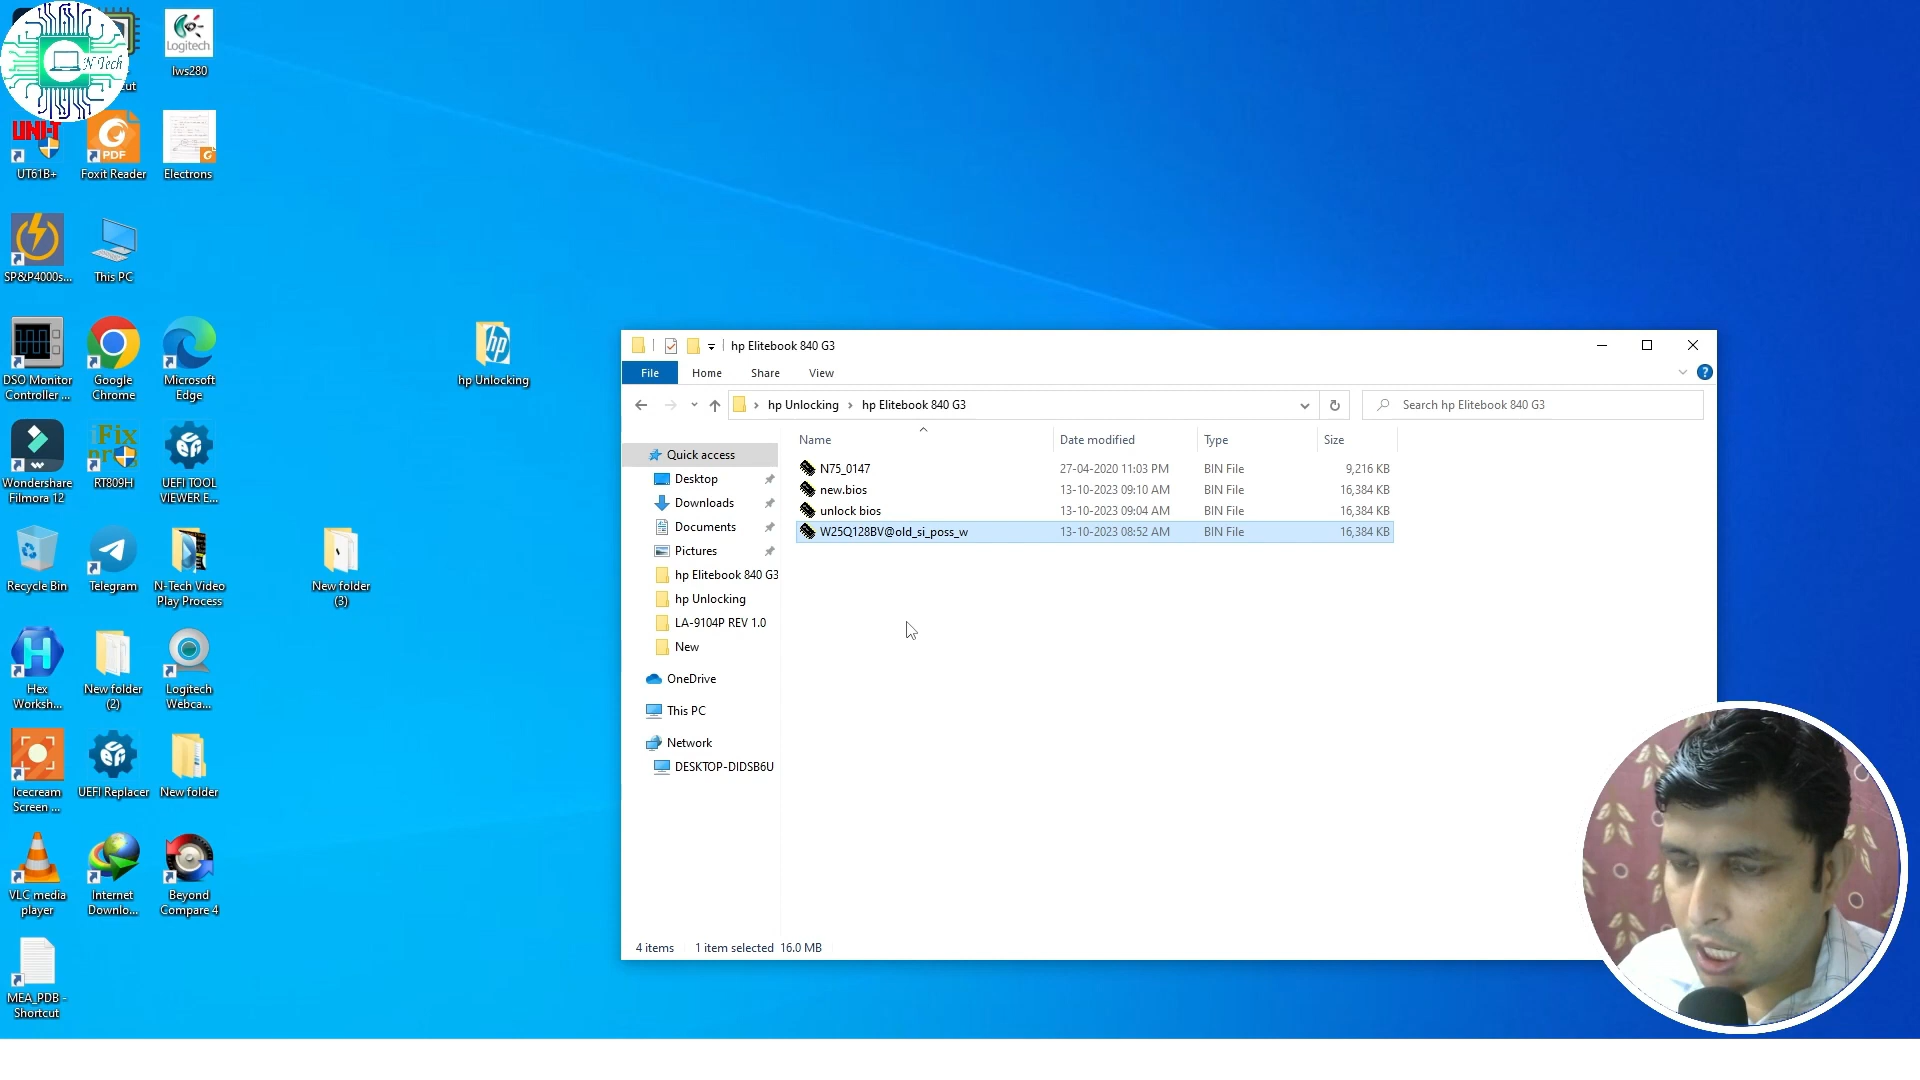 N Tech
...cut
Logitech
lws280
UNI-T
UT61B+
PDF
Foxit Reader
Electrons
SP&P4000s...
This PC
DSO Monitor
Controller ...
Google
Chrome
Microsoft
Edge
Wondershare
Filmora 12
iFix
RT809H
UEFI TOOL
VIEWER E...
Recycle Bin
Telegram
N-Tech Video
Play Process
Hex
Worksh...
New folder
(2)
Logitech
Webca...
Icecream
Screen ...
UEFI Replacer
New folder
VLC media
player
Internet
Downlo...
Beyond
Compare 4
MEA_PDB -
Shortcut
hp
hp Unlocking
New folder
(3)
hp Elitebook 840 G3
File
Home
Share
View
hp Unlocking
hp Elitebook 840 G3
Search hp Elitebook 840 G3
Quick access
Desktop
Downloads
Documents
Pictures
hp Elitebook 840 G3
hp Unlocking
LA-9104P REV 1.0
New
OneDrive
This PC
Network
DESKTOP-DIDSB6U
Name Date modified Type Size
N75_0147 27-04-2020 11:03 PM BIN File 9,216 KB
new.bios 13-10-2023 09:10 AM BIN File 16,384 KB
unlock bios 13-10-2023 09:04 AM BIN File 16,384 KB
W25Q128BV@old_si_poss_w 13-10-2023 08:52 AM BIN File 16,384 KB
4 items 1 item selected 16.0 MB